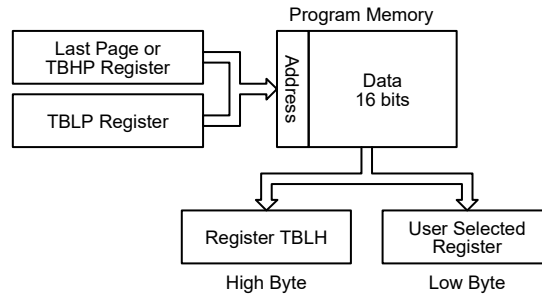 Program Memory
Last Page or
TBHP Register
TBLP Register
Address
Data
16 bits
Register TBLH
User Selected
Register
High Byte
Low Byte